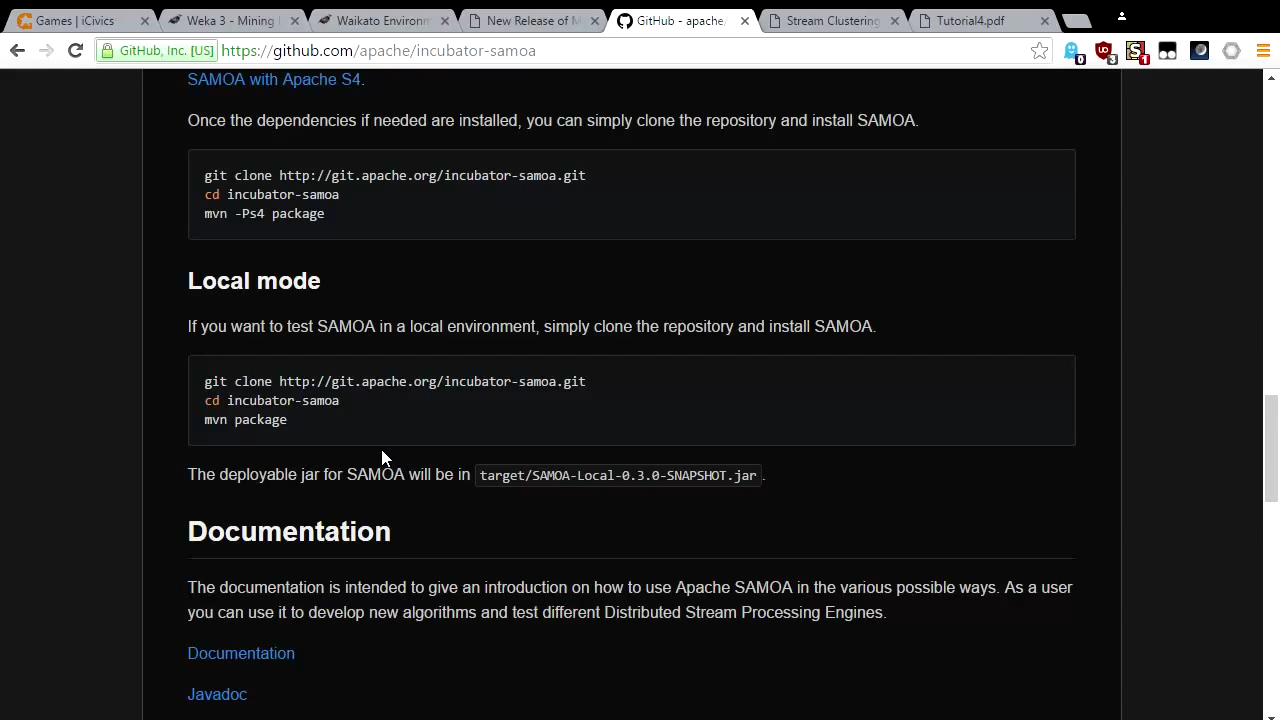 Games | iCivics
Weka 3 - Mining
Waikato Environm
New Release of M
GitHub - apache
Stream Clustering
Tutorial4.pdf
GitHub, Inc. [US]
https://github.com/apache/incubator-samoa
0
3
1
SAMOA with Apache S4.
Once the dependencies if needed are installed, you can simply clone the repository and install SAMOA.
git clone http://git.apache.org/incubator-samoa.git
cd incubator-samoa
mvn -Ps4 package
Local mode
If you want to test SAMOA in a local environment, simply clone the repository and install SAMOA.
git clone http://git.apache.org/incubator-samoa.git
cd incubator-samoa
mvn package
The deployable jar for SAMOA will be in target/SAMOA-Local-0.3.0-SNAPSHOT.jar.
Documentation
The documentation is intended to give an introduction on how to use Apache SAMOA in the various possible ways. As a user
you can use it to develop new algorithms and test different Distributed Stream Processing Engines.
Documentation
Javadoc